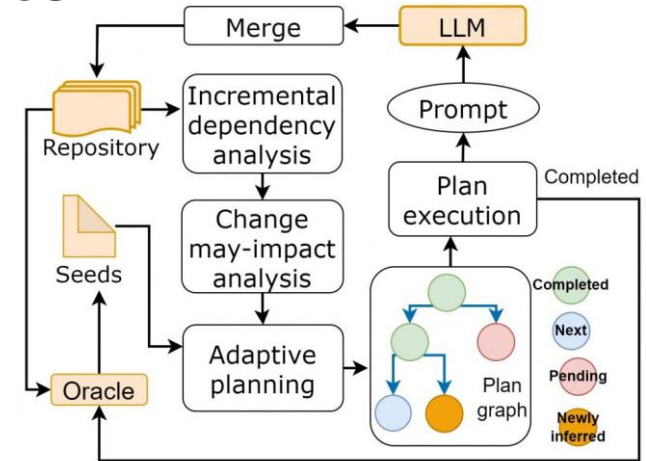 Merge
LLM
Repository
Incremental
dependency
analysis
Prompt
Plan
execution
Completed
Seeds
Change
may-impact
analysis
Oracle
Adaptive
planning
Plan
graph
Completed
Next
Pending
Newly
inferred